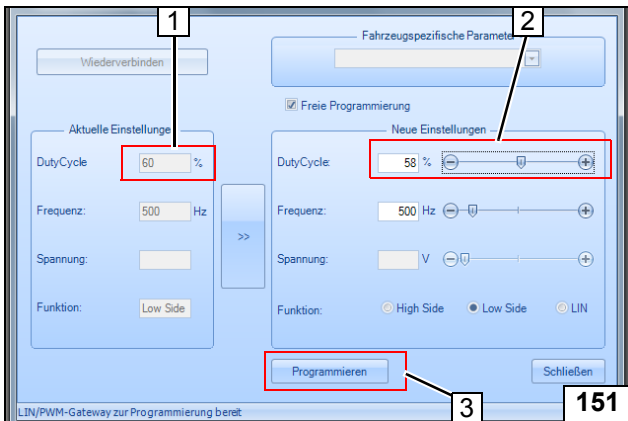 1
2
Fahrzeugspezifische Parameter
Wiederverbinden
Freie Programmierung
Aktuelle Einstellungen
Neue Einstellungen
DutyCycle 60 %
DutyCycle: 58 %
Frequenz: 500 Hz
Frequenz: 500 Hz
>>
Spannung:
Spannung: V
Funktion: Low Side
Funktion: High Side Low Side LIN
Programmieren
Schließen
3
151
LIN/PWM-Gateway zur Programmierung bereit